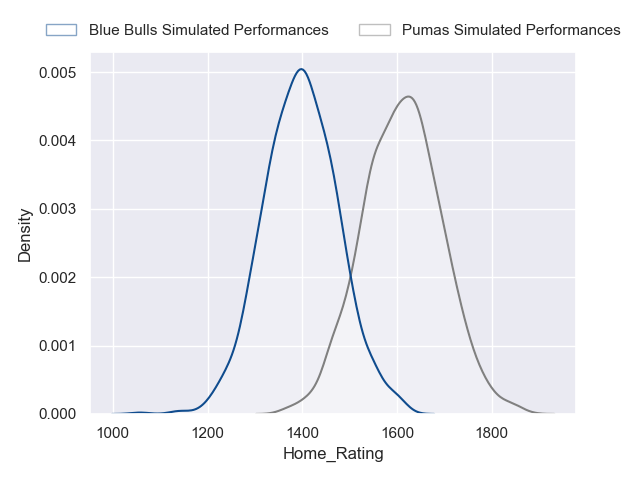 Blue Bulls Simulated Performances Pumas Simulated Performances
0.005
0.004
0.003
0.002
0.001
0.000
Density
1000 1200 1400 1600 1800
Home_Rating